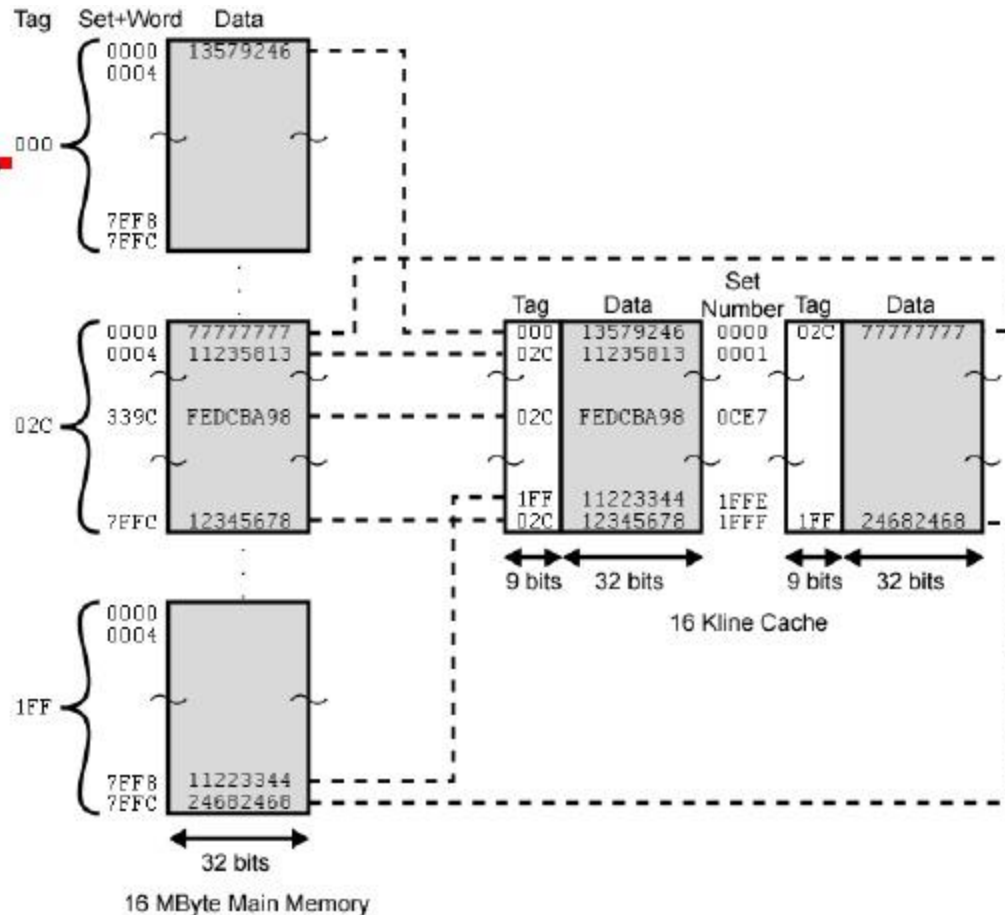 Tag Set+Word Data
0000 13579246
0004
000
7FF8
7FFC
Set
Tag Data Number Tag Data
0000 77777777 000 13579246 0000 02C 77777777
0004 11235813 02C 11235813 0001
02C 339C FEDCBA98 02C FEDCBA98 0CE7
1FF 11223344 1FFE
7FFC 12345678 02C 12345678 1FFF 1FF 24682468
9 bits 32 bits 9 bits 32 bits
16 Kline Cache
0000
0004
1FF
7FF8 11223344
7FFC 24682468
32 bits
16 MByte Main Memory